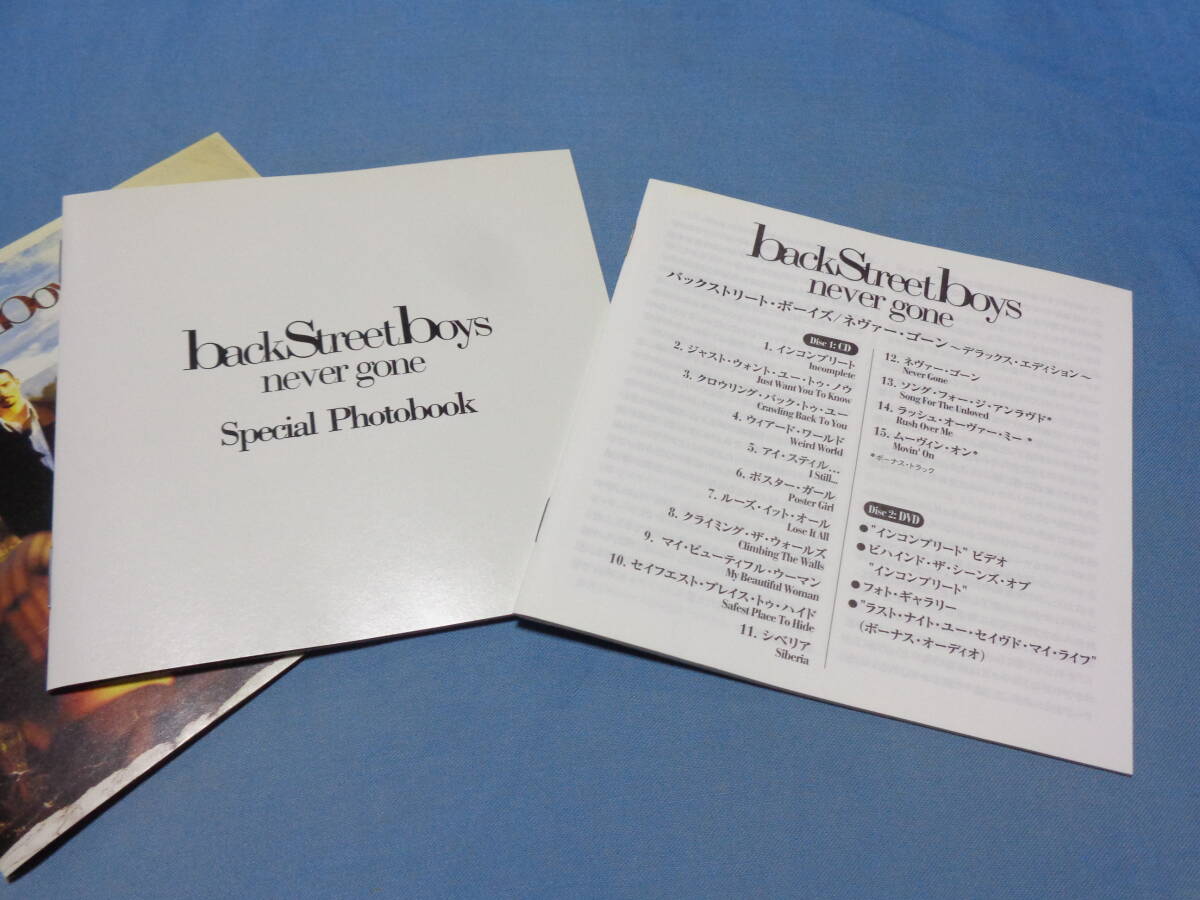 backStreetboys
never gone
Special Photobook
backStreetboys
never gone
バックストリート・ボーイズ/ネヴァー・ゴーン~デラックス・エディション~
Disc 1: CD
1. インコンプリート
Incomplete
2. ジャスト・ウォント・ユー・トゥ・ノウ
Just Want You To Know
3. クロウリング・バック・トゥ・ユー
Crawling Back To You
4. ウィアード・ワールド
Weird World
5. アイ・スティル…
I Still...
6. ポスター・ガール
Poster Girl
7. ルーズ・イット・オール
Lose It All
8. クライミング・ザ・ウォールズ
Climbing The Walls
9. マイ・ビューティフル・ウーマン
My Beautiful Woman
10. セイフエスト・プレイス・トゥ・ハイド
Safest Place To Hide
11. シベリア
Siberia
12. ネヴァー・ゴーン
Never Gone
13. ソング・フォー・ジ・アンラヴド*
Song For The Unloved
14. ラッシュ・オーヴァー・ミー *
Rush Over Me
15. ムーヴィン・オン*
Movin' On
*ボーナス・トラック
Disc 2: DVD
● "インコンプリート" ビデオ
● ビハインド・ザ・シーンズ・オブ
"インコンプリート"
● フォト・ギャラリー
● "ラスト・ナイト・ユー・セイヴド・マイ・ライフ"
(ボーナス・オーディオ)